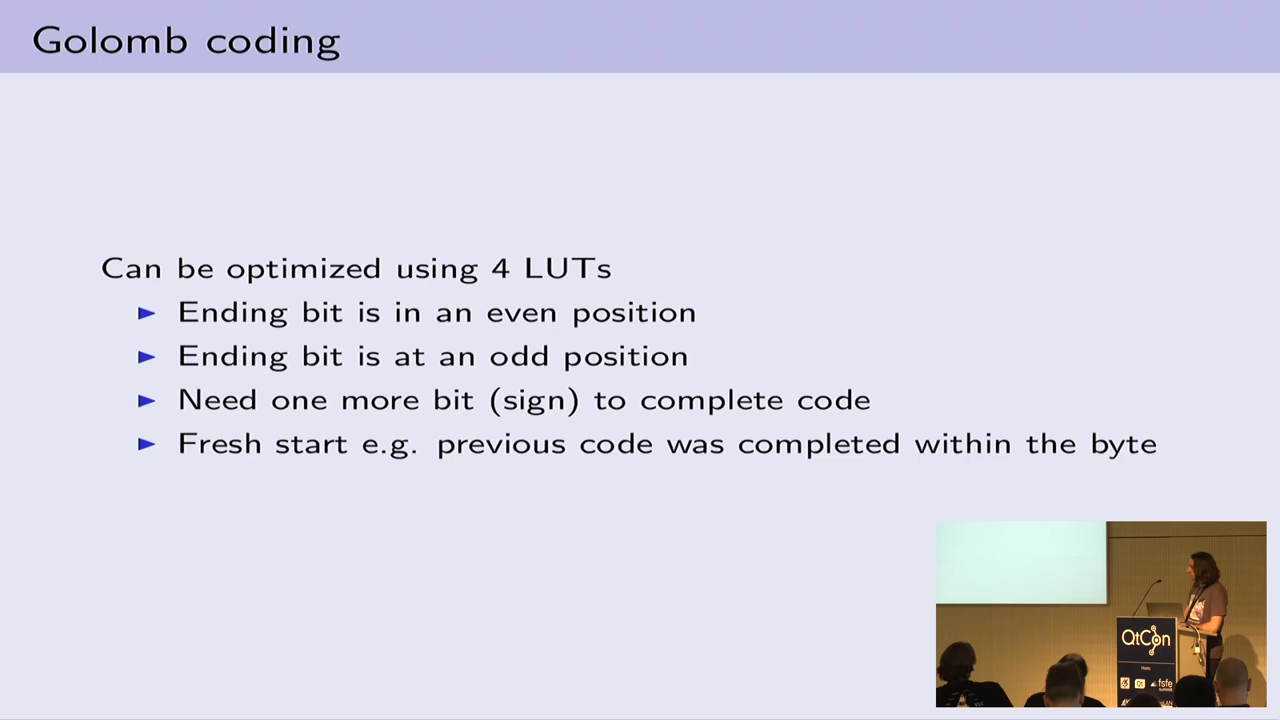 Golomb coding
Can be optimized using 4 LUTs
Ending bit is in an even position
Ending bit is at an odd position
Need one more bit (sign) to complete code
Fresh start e.g. previous code was completed within the byte
QtCon
fsfe